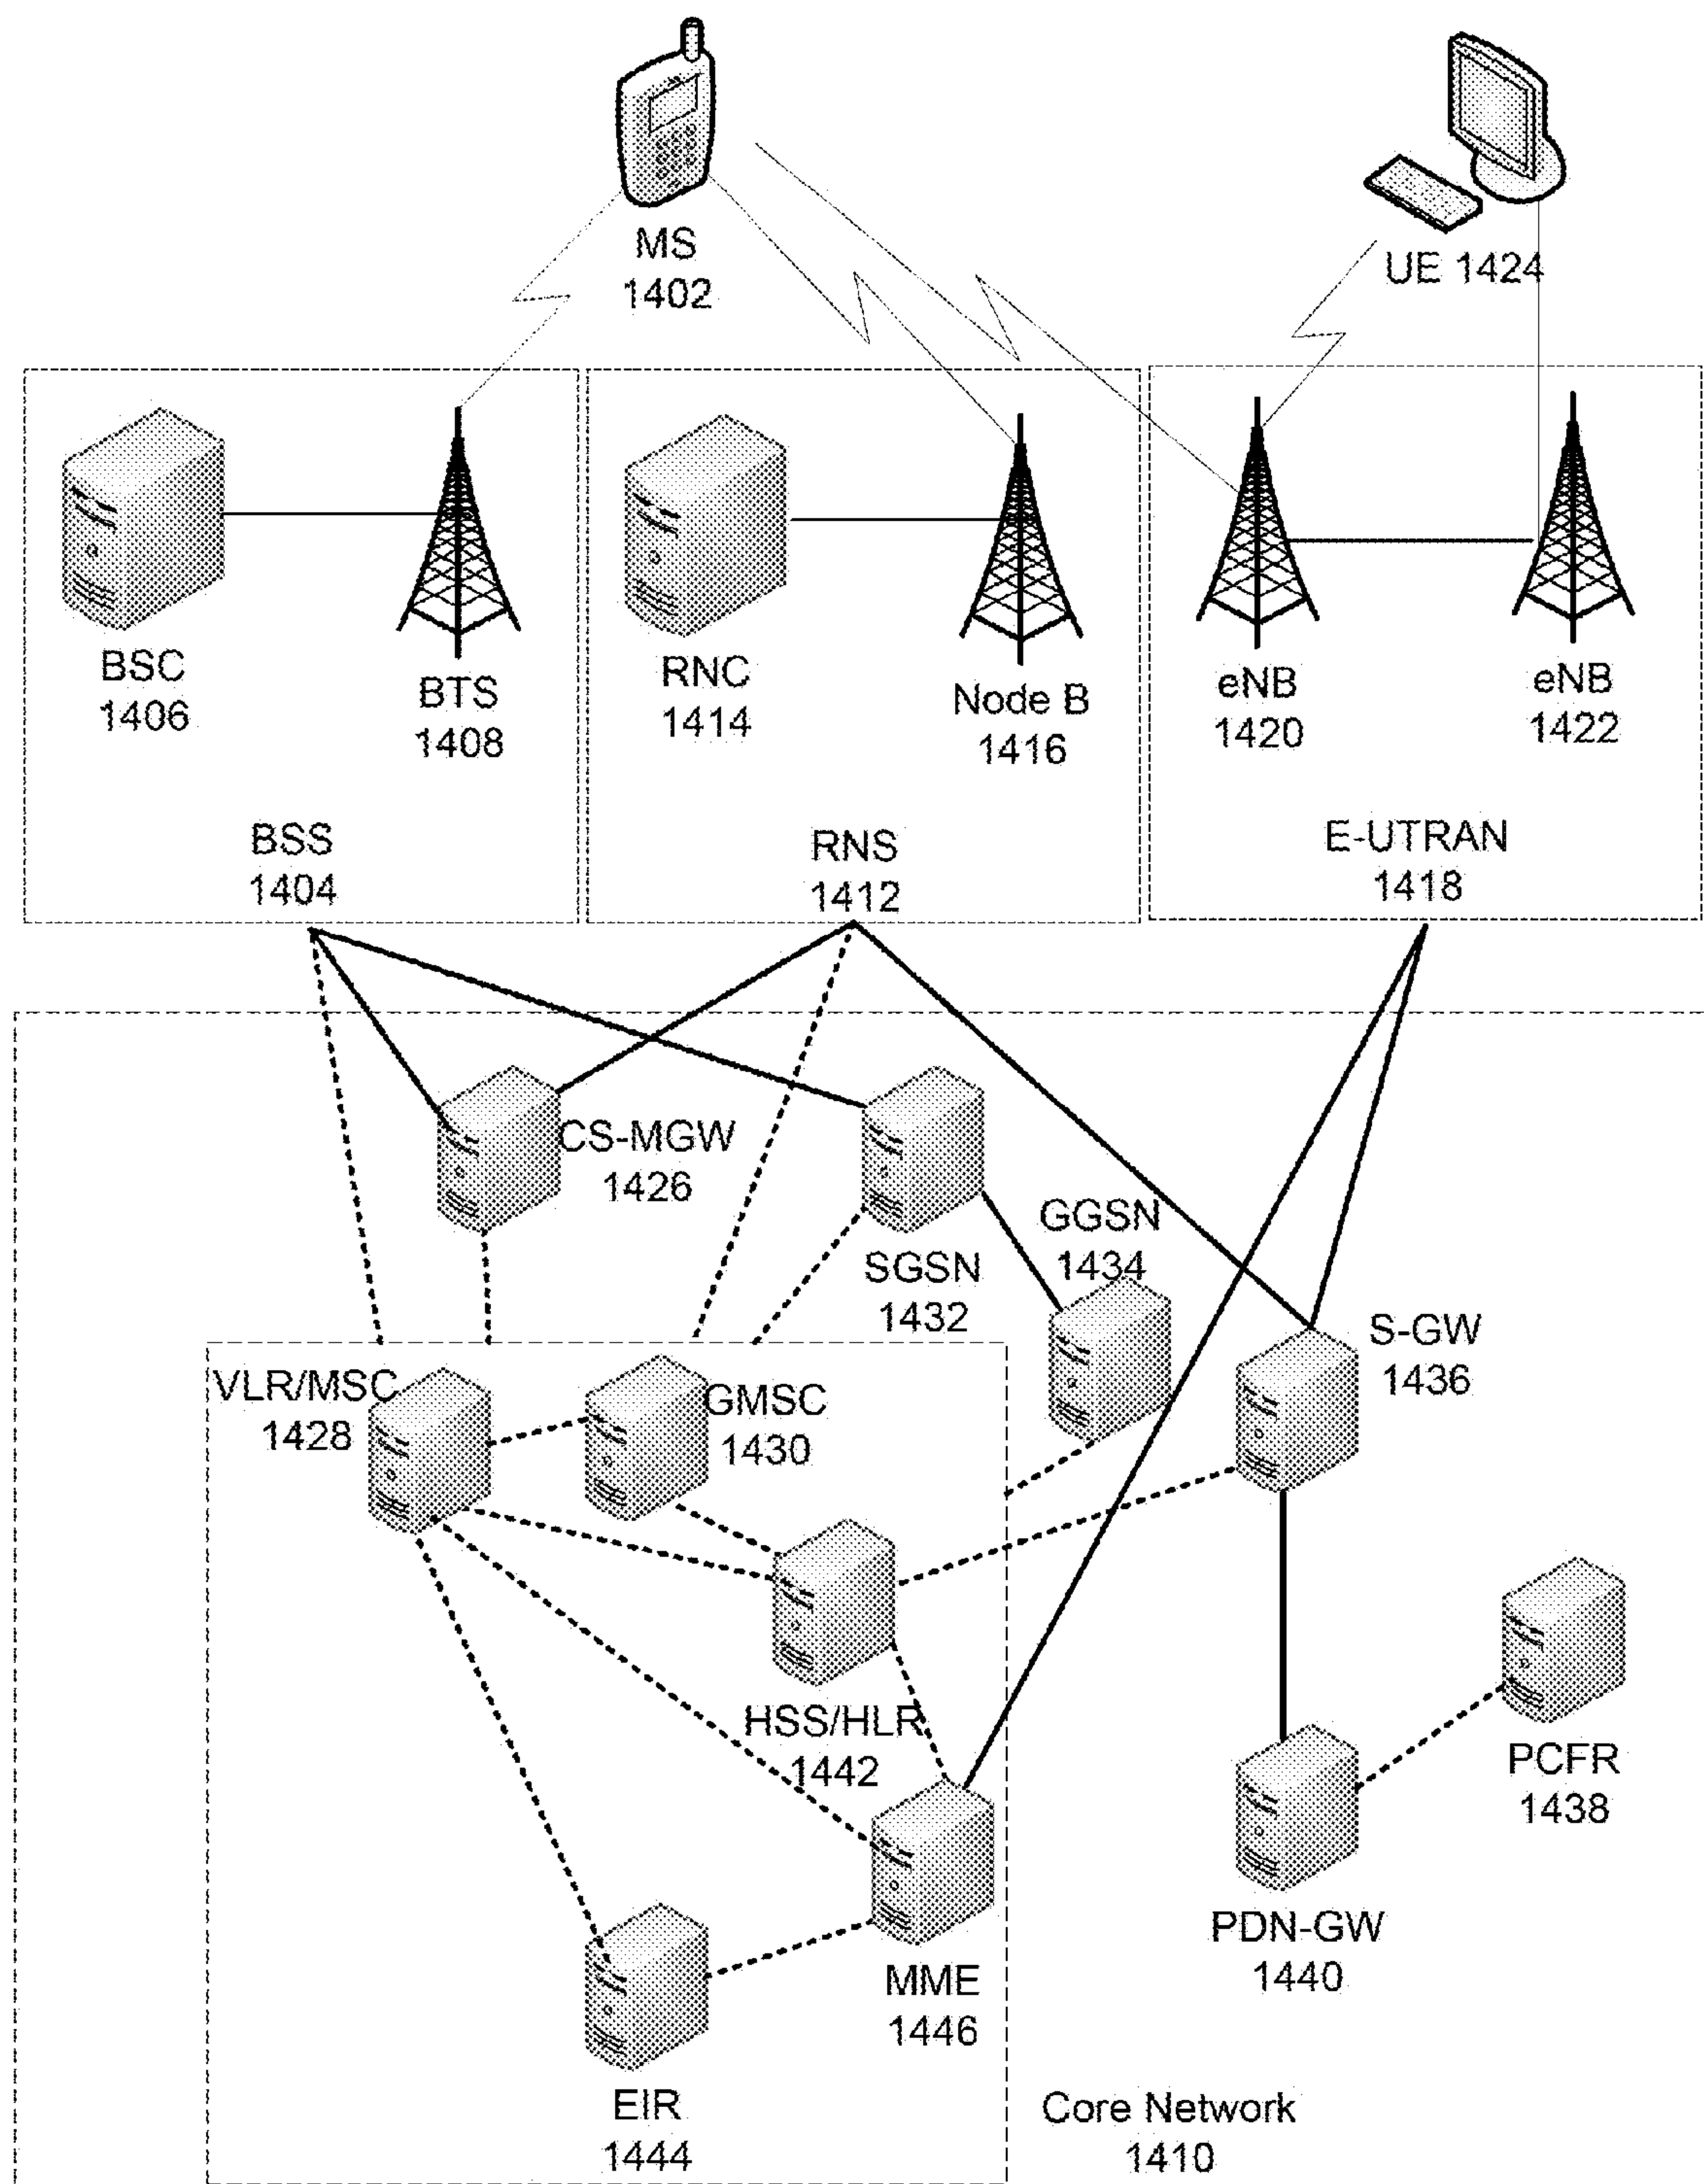 MS
1402
UE 1424
BSC
1406
BTS
1408
RNC
1414
Node B
1416
eNB
1420
eNB
1422
BSS
1404
RNS
1412
E-UTRAN
1418
CS-MGW
1426
SGSN
1432
GGSN
1434
S-GW
1436
VLR/MSC
1428
GMSC
1430
HSS/HLR
1442
PCFR
1438
PDN-GW
1440
MME
1446
EIR
1444
Core Network
1410